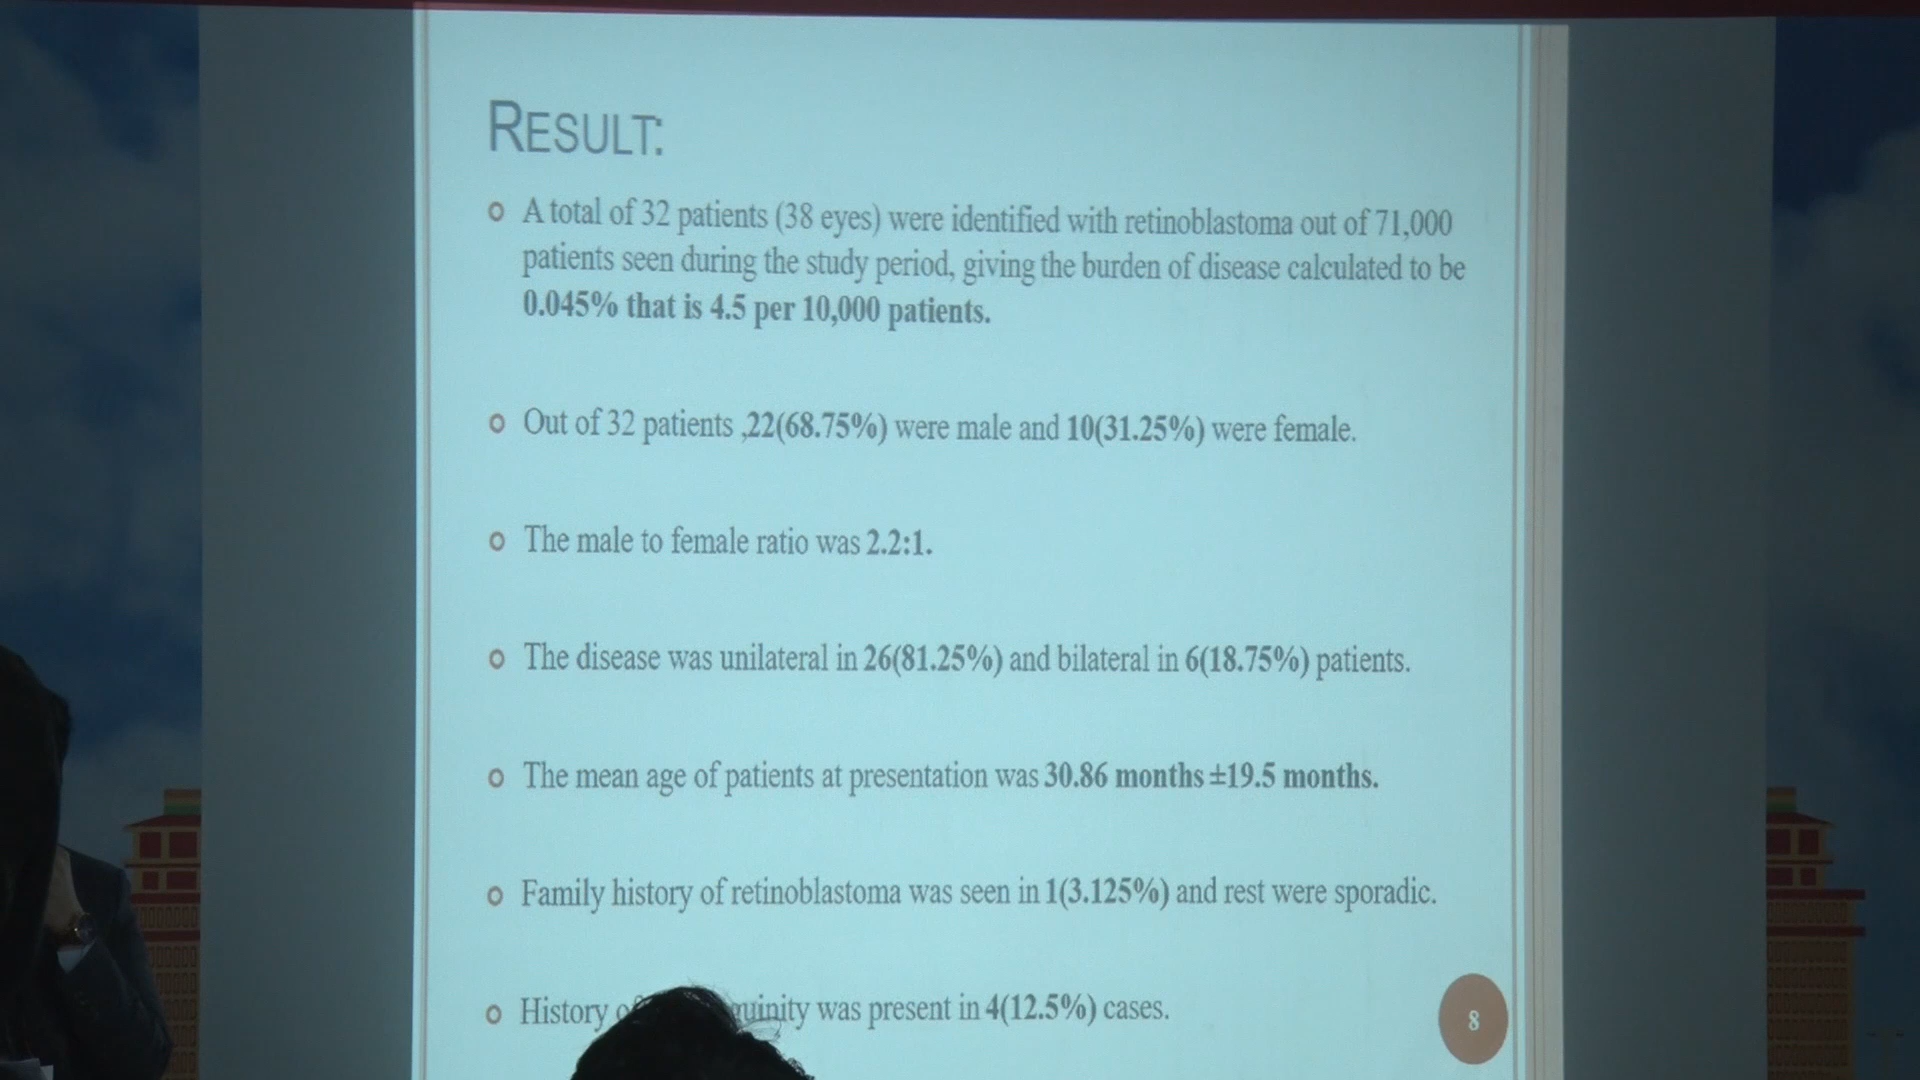 RESULT:
A total of 32 patients (38 eyes) were identified with retinoblastoma out of 71,000
patients seen during the study period, giving the burden of disease calculated to be
0.045% that is 4.5 per 10,000 patients.
Out of 32 patients ,22(68.75%) were male and 10(31.25%) were female.
The male to female ratio was 2.2:1.
The disease was unilateral in 26(81.25%) and bilateral in 6(18.75%) patients.
The mean age of patients at presentation was 30.86 months ±19.5 months.
Family history of retinoblastoma was seen in 1(3.125%) and rest were sporadic.
History was present in 4(12.5%) cases.
8